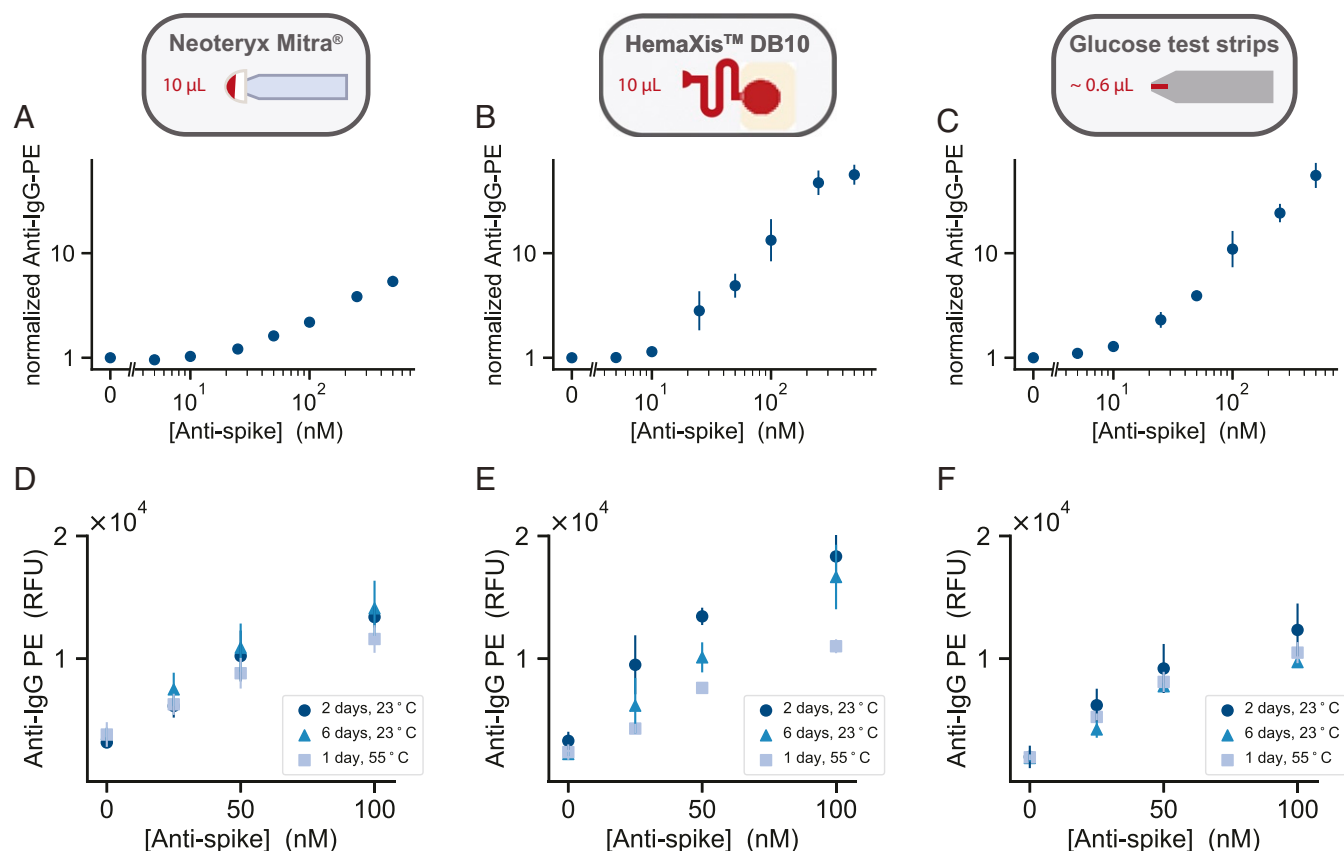 Neoteryx Mitra®
10 µL
HemaXis™ DB10
10 µL
Glucose test strips
~ 0.6 µL
A
normalized Anti-IgG-PE
10
1
0
10¹
10²
[Anti-spike] (nM)
B
normalized Anti-IgG-PE
10
1
0
10¹
10²
[Anti-spike] (nM)
C
normalized Anti-IgG-PE
10
1
0
10¹
10²
[Anti-spike] (nM)
D
×10⁴
Anti-IgG PE (RFU)
2
1
2 days, 23°C
6 days, 23°C
1 day, 55°C
0
50
100
[Anti-spike] (nM)
E
×10⁴
Anti-IgG PE (RFU)
2
1
2 days, 23°C
6 days, 23°C
1 day, 55°C
0
50
100
[Anti-spike] (nM)
F
×10⁴
Anti-IgG PE (RFU)
2
1
2 days, 23°C
6 days, 23°C
1 day, 55°C
0
50
100
[Anti-spike] (nM)